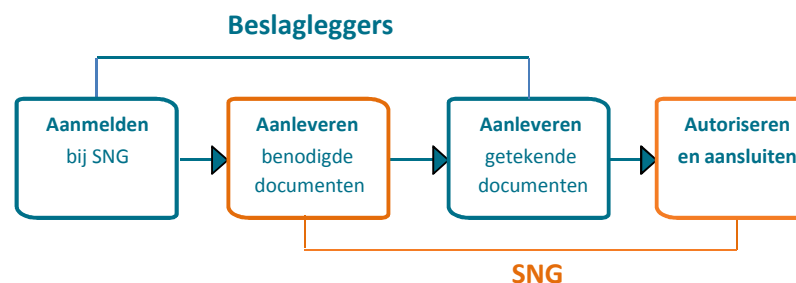 Beslagleggers
Aanmelden
bij SNG
Aanleveren
benodigde
documenten
Aanleveren
getekende
documenten
Autoriseren
en aansluiten
SNG